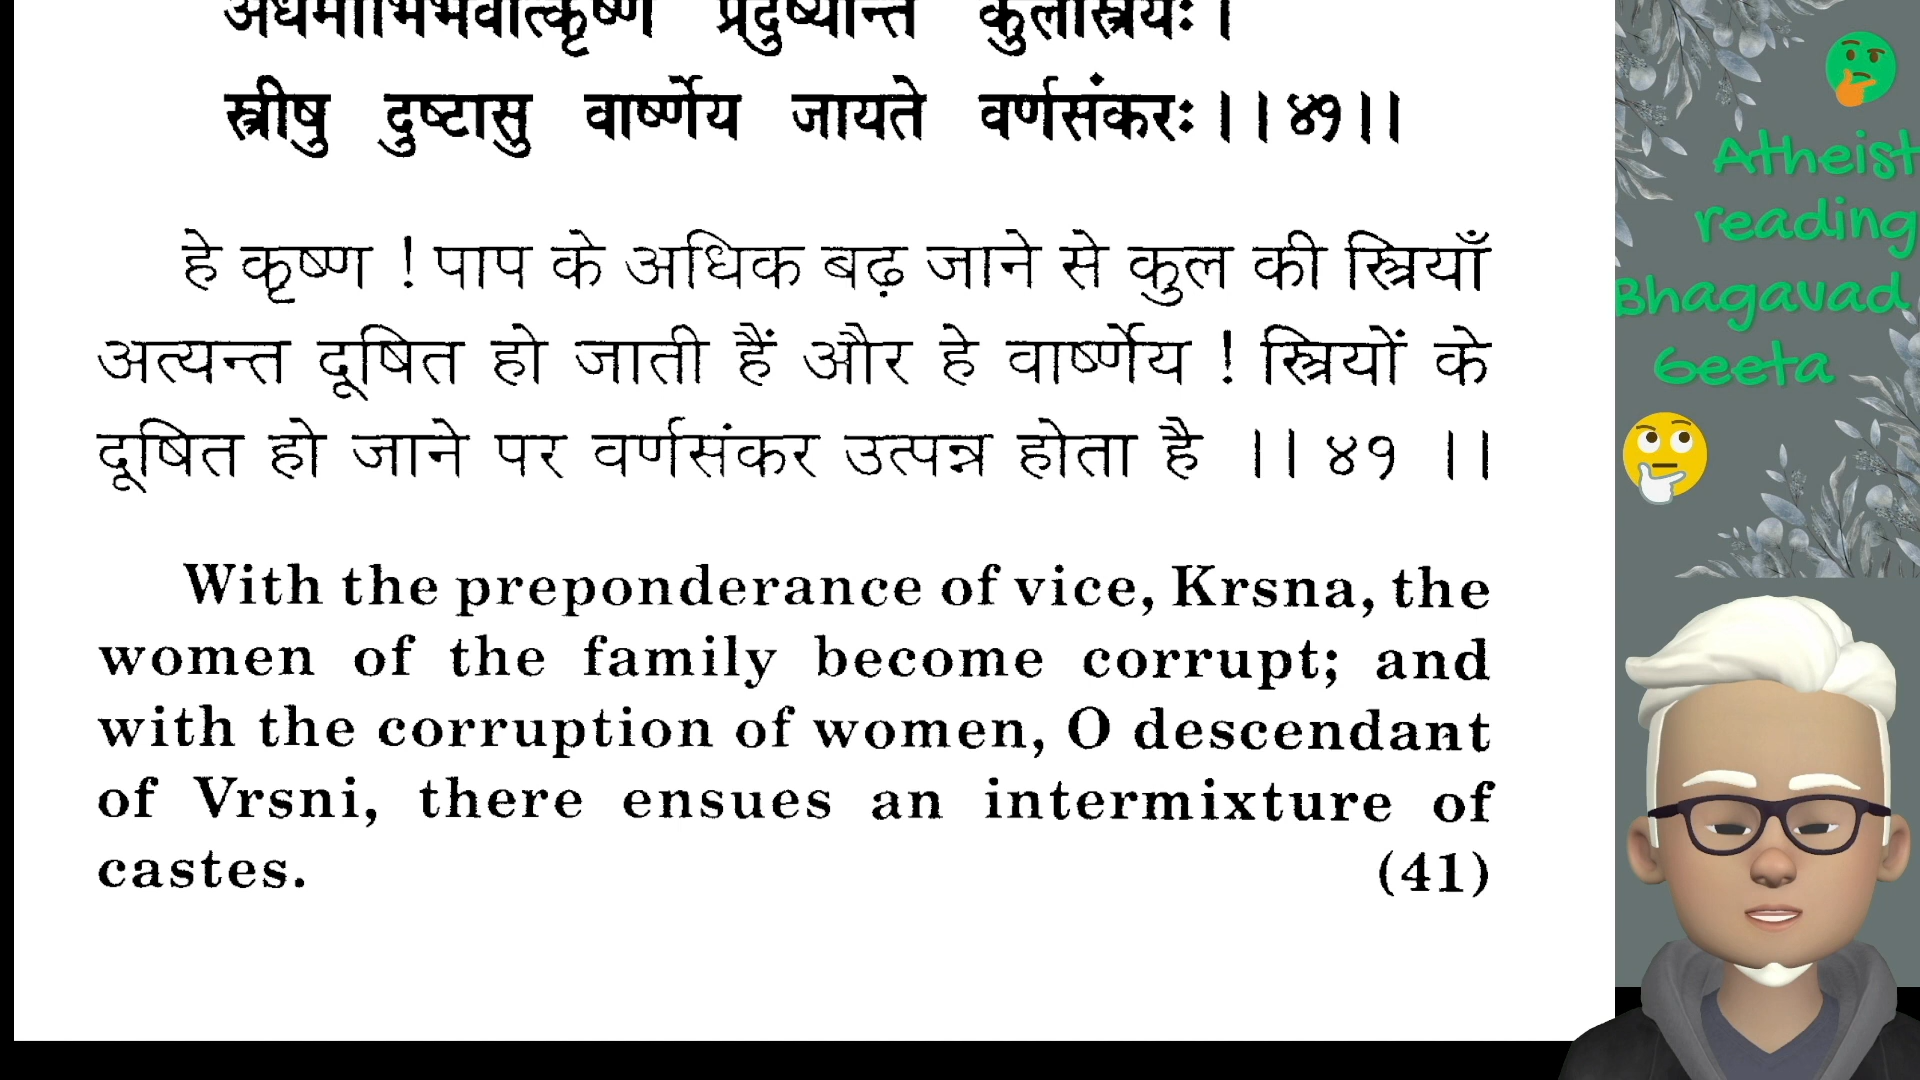 अधर्माभिभवात्कृष्ण प्रदुष्यन्ति कुलस्त्रियः ।
स्त्रीषु दुष्टासु वार्ष्णेय जायते वर्णसंकरः ।। ४१ ।।
हे कृष्ण ! पाप के अधिक बढ़ जाने से कुल की स्त्रियाँ
अत्यन्त दूषित हो जाती हैं और हे वार्ष्णेय ! स्त्रियों के
दूषित हो जाने पर वर्णसंकर उत्पन्न होता है ।। ४१ ।।
With the preponderance of vice, Krsna, the
women of the family become corrupt; and
with the corruption of women, O descendant
of Vrsni, there ensues an intermixture of
castes. (41)
Atheist
reading
Bhagavad
Geeta